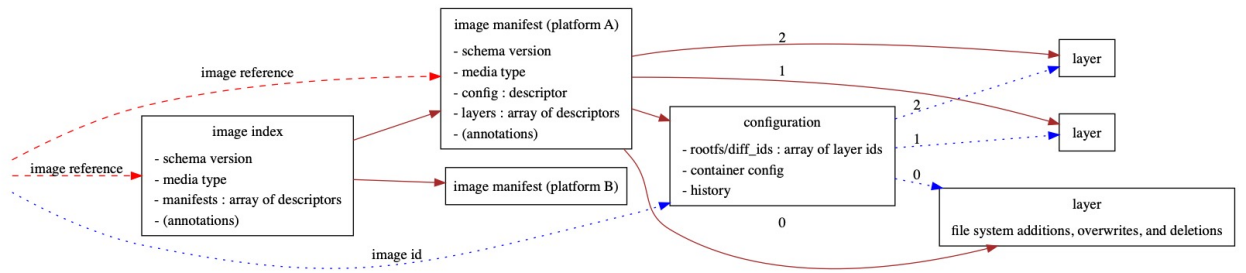 image manifest (platform A)
- schema version
- media type
- config : descriptor
- layers : array of descriptors
- (annotations)
2
layer
image reference
1
image index
- schema version
- media type
- manifests : array of descriptors
- (annotations)
image reference
configuration
- rootfs/diff_ids : array of layer ids
- container config
- history
2
1
0
layer
image manifest (platform B)
layer
file system additions, overwrites, and deletions
0
image id